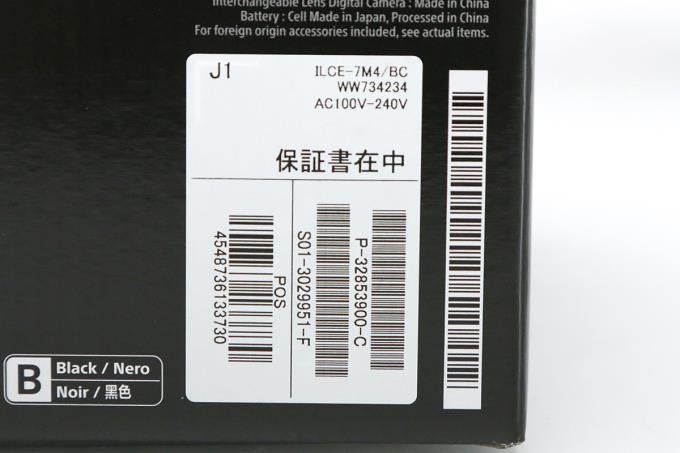 Interchangeable Lens Digital Camera : Made in China
Battery : Cell Made in Japan, Processed in China
For foreign origin accessories included, see actual items.
J1
ILCE-7M4/BC
WW734234
AC100V-240V
保証書在中
4548736133730
POS
S01-3029951-F
P-32853900-C
B
Black / Nero
Noir / 黑色